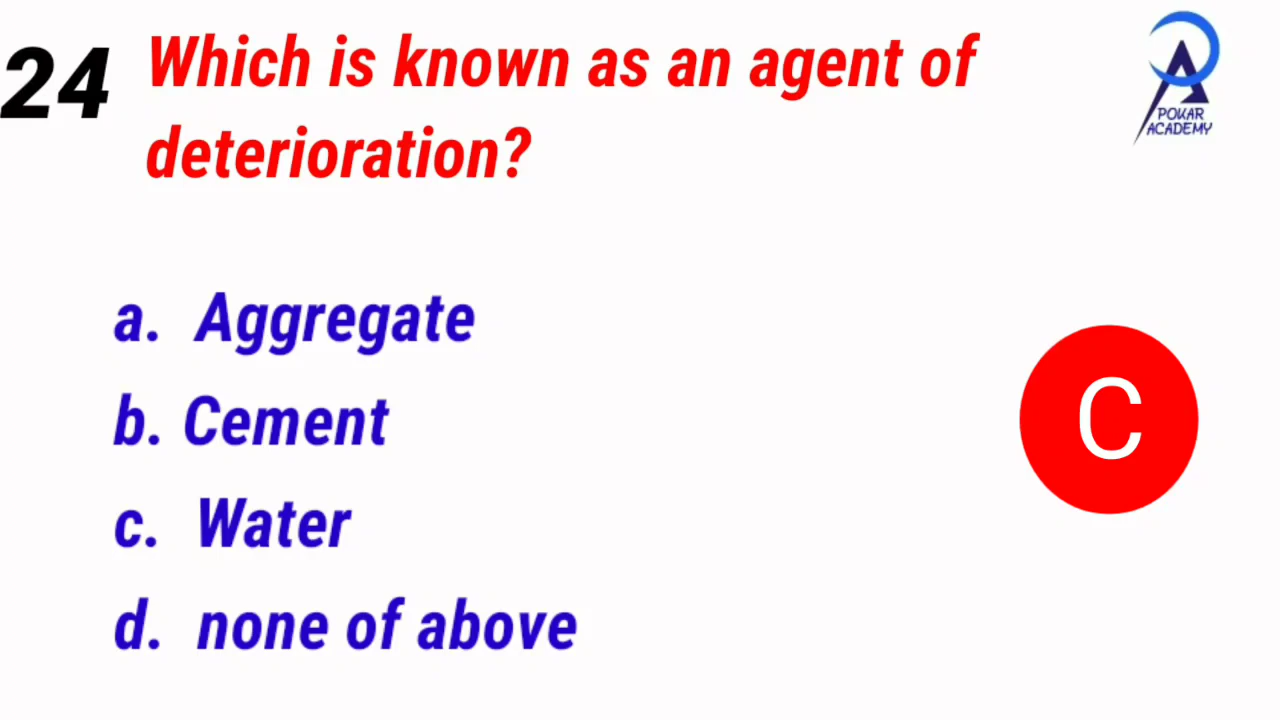 24
Which is known as an agent of
deterioration?
POKAR
ACADEMY
a. Aggregate
b. Cement
c. Water
d. none of above
C